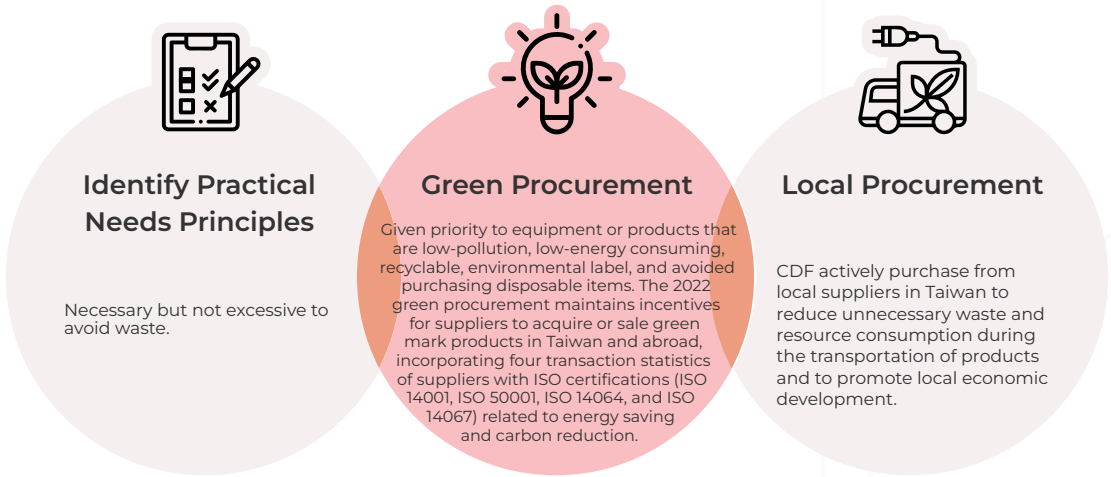 Identify Practical
Needs Principles
Necessary but not excessive to
avoid waste.
Green Procurement
Given priority to equipment or products that
are low-pollution, low-energy consuming,
recyclable, environmental label, and avoided
purchasing disposable items. The 2022
green procurement maintains incentives
for suppliers to acquire or sale green
mark products in Taiwan and abroad,
incorporating four transaction statistics
of suppliers with ISO certifications (ISO
14001, ISO 50001, ISO 14064, and ISO
14067) related to energy saving
and carbon reduction.
Local Procurement
CDF actively purchase from
local suppliers in Taiwan to
reduce unnecessary waste and
resource consumption during
the transportation of products
and to promote local economic
development.